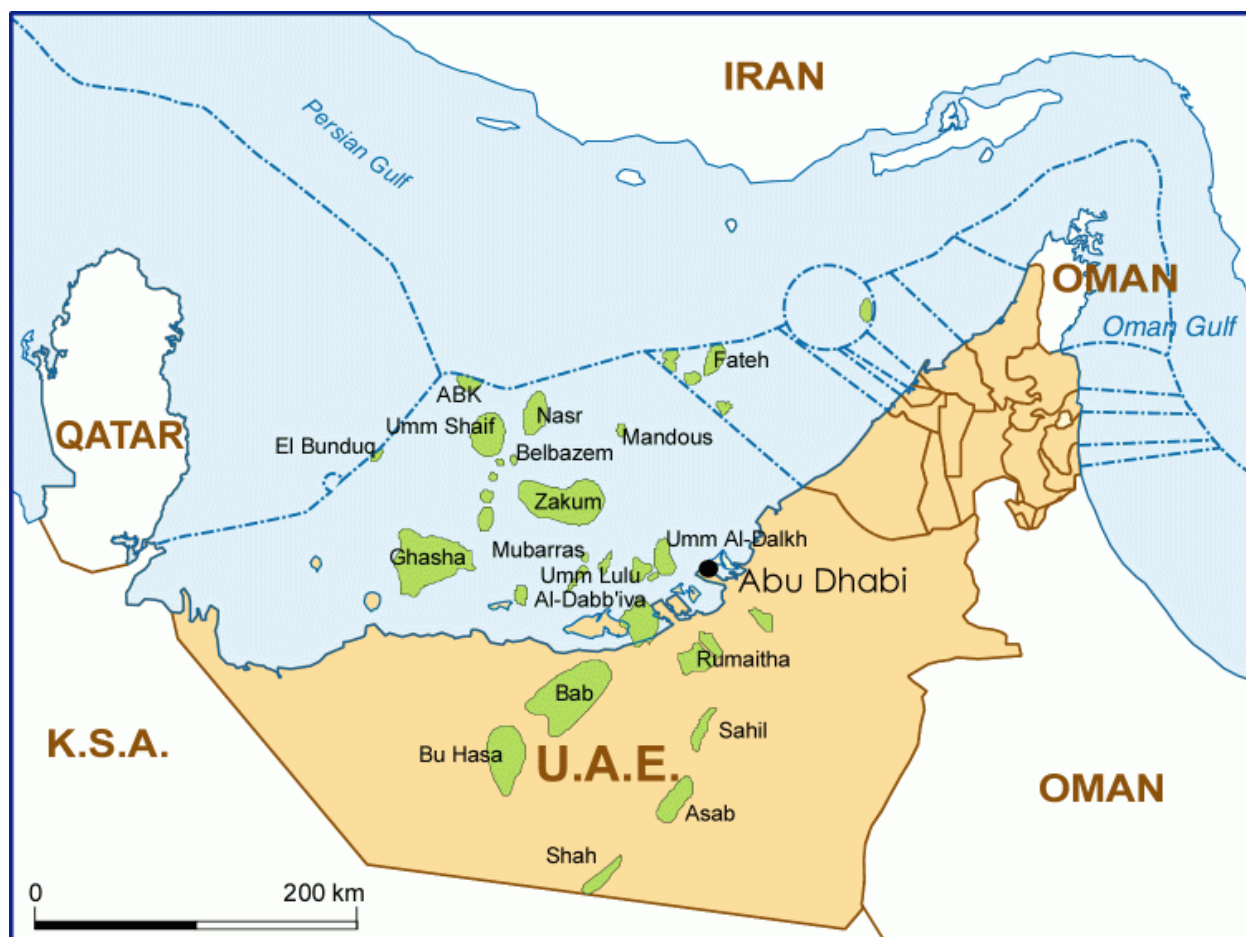 IRAN
Persian Gulf
OMAN
Oman Gulf
Fateh
ABK
QATAR
Umm Shaif
Nasr
El Bunduq
Mandous
Belbazem
Zakum
Umm Al-Dalkh
Ghasha
Mubarras
Umm Lulu
Abu Dhabi
Al-Dabb'iva
Rumaitha
Bab
K.S.A.
Sahil
Bu Hasa
U.A.E.
OMAN
Asab
Shah
0 200 km